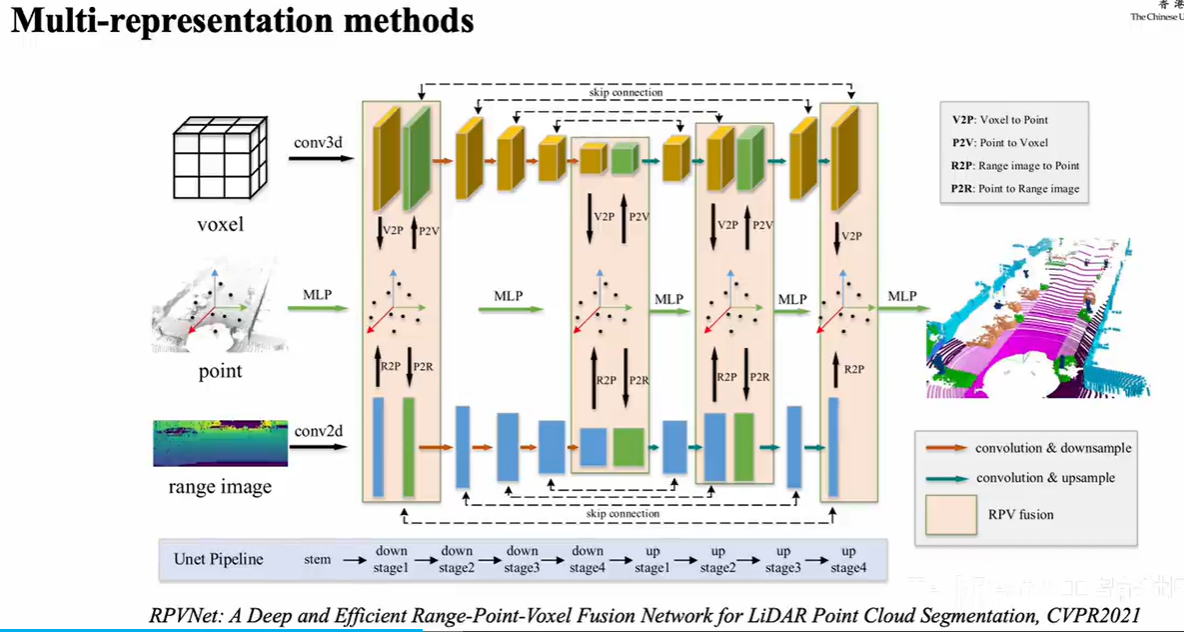 Multi-representation methods
香 港
The Chinese U
skip connection
conv3d
voxel
V2P P2V V2P P2V V2P P2V V2P
V2P: Voxel to Point
P2V: Point to Voxel
R2P: Range image to Point
P2R: Point to Range image
MLP MLP MLP MLP MLP
point
R2P P2R R2P P2R R2P P2R R2P
conv2d
range image
skip connection
convolution & downsample
convolution & upsample
RPV fusion
Unet Pipeline stem down stage1 down stage2 down stage3 down stage4 up stage1 up stage2 up stage3 up stage4
RPVNet: A Deep and Efficient Range-Point-Voxel Fusion Network for LiDAR Point Cloud Segmentation, CVPR2021